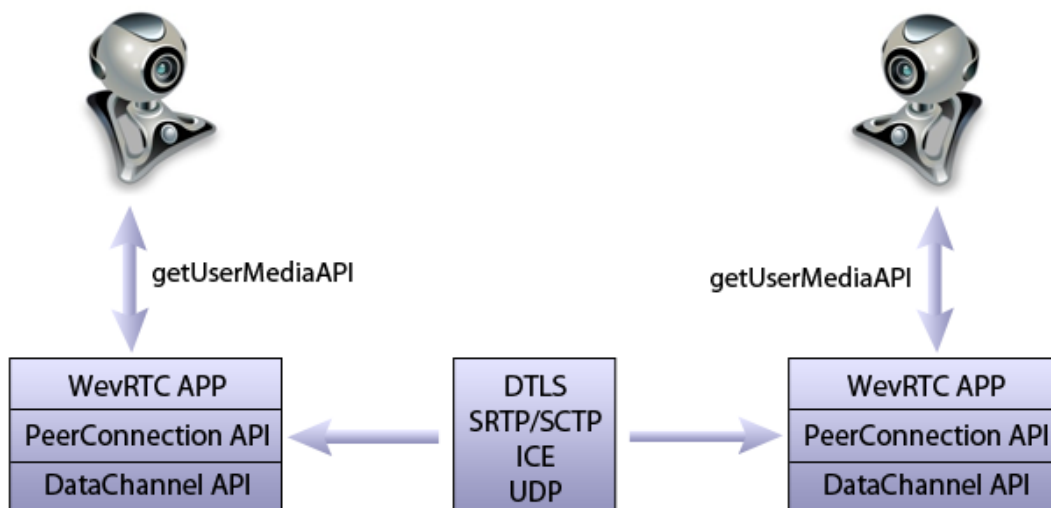 getUserMediaAPI
getUserMediaAPI
WevRTC APP
PeerConnection API
DataChannel API
DTLS
SRTP/SCTP
ICE
UDP
WevRTC APP
PeerConnection API
DataChannel API